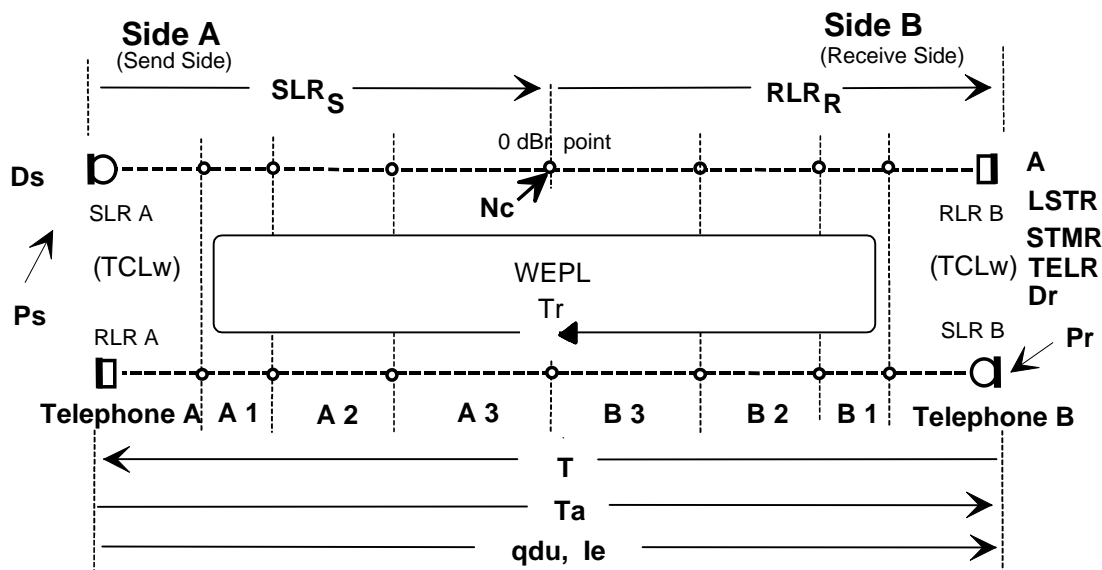 Side A
(Send Side)
Side B
(Receive Side)
SLRS
RLRR
0 dBr point
Nc
Ds
SLR A
(TCLw)
Ps
RLR A
WEPL
Tr
RLR B
(TCLw)
SLR B
A
LSTR
STMR
TELR
Dr
Pr
Telephone A
A 1
A 2
A 3
B 3
B 2
B 1
Telephone B
T
Ta
qdu, Ie